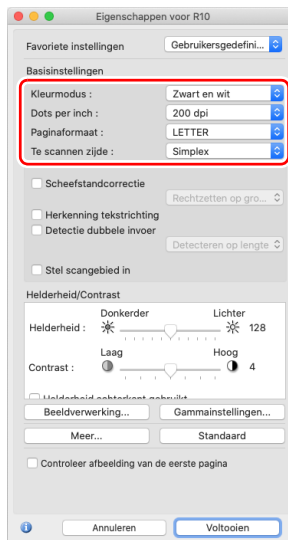 Eigenschappen voor R10
Favoriete instellingen Gebruikersgedefini...
Basisinstellingen
Kleurmodus : Zwart en wit
Dots per inch : 200 dpi
Paginaformaat : LETTER
Te scannen zijde : Simplex
Scheefstandcorrectie
Rechtzetten op gro...
Herkenning tekstrichting
Detectie dubbele invoer
Detecteren op lengte
Stel scangebied in
Helderheid/Contrast
Donkerder Lichter
Helderheid : 128
Laag Hoog
Contrast : 4
Helderheid achterkant gebruikt
Beeldverwerking... Gammainstellingen...
Meer... Standaard
Controleer afbeelding van de eerste pagina
Annuleren Voltooien